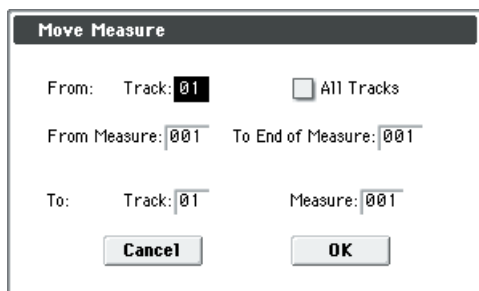 Move Measure
From: Track: 01 All Tracks
From Measure: 001 To End of Measure: 001
To: Track: 01 Measure: 001
Cancel OK